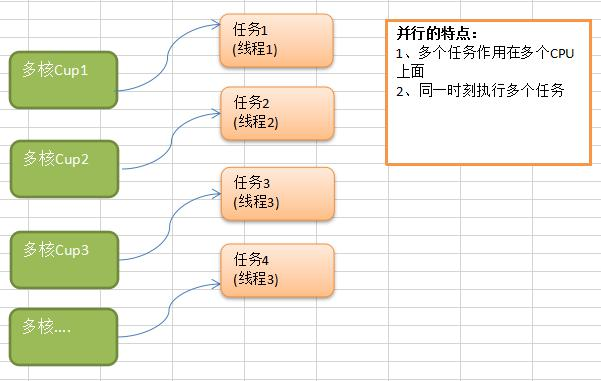 任务1
(线程1)
多核Cup1
任务2
(线程2)
多核Cup2
任务3
(线程3)
多核Cup3
任务4
(线程3)
多核....
并行的特点：
1、多个任务作用在多个CPU
上面
2、同一时刻执行多个任务